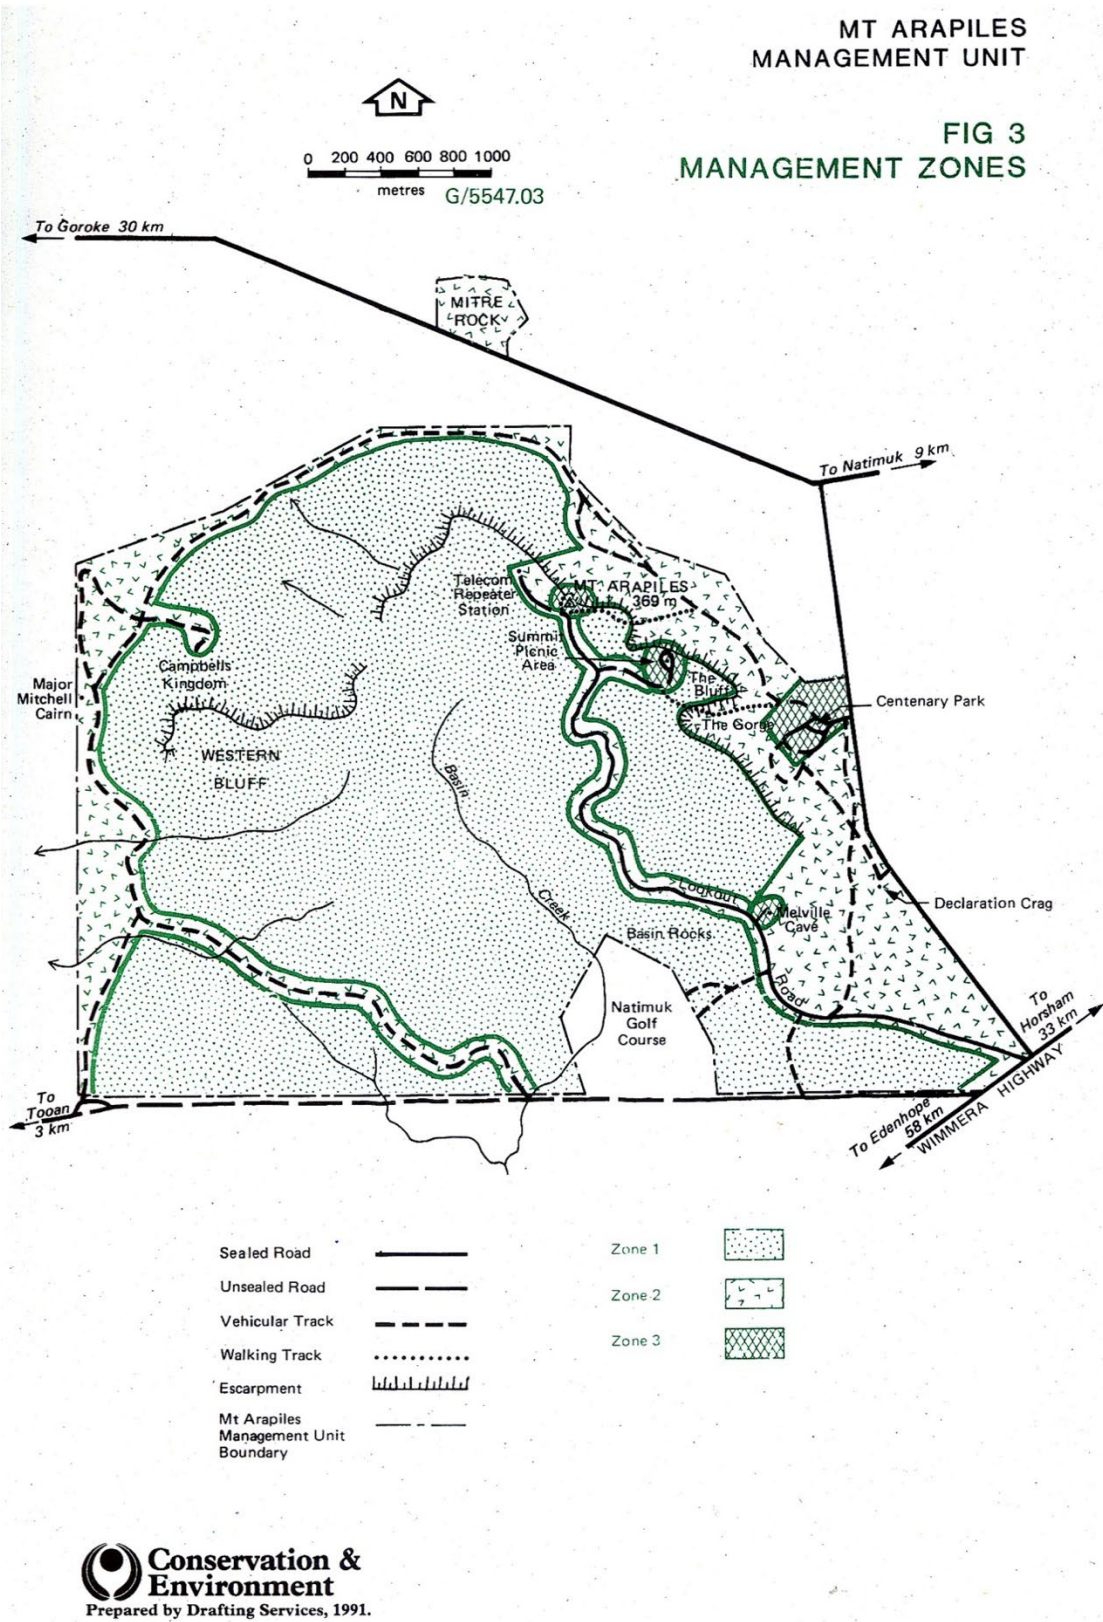 MT ARAPILES
MANAGEMENT UNIT
FIG 3
MANAGEMENT ZONES
N
0 200 400 600 800 1000
metres
G/5547.03
To Goroke 30 km
MITRE
ROCK
To Natimuk 9 km
Telecom
Repeater
Station
MT ARAPILES
369 m
Summit
Picnic
Area
The
Bluff
The Gorge
Centenary Park
Campbells
Kingdom
Major
Mitchell
Cairn
WESTERN
BLUFF
Basin
Creek
Lookout
Road
Melville
Cave
Declaration Crag
Basin Rocks
Natimuk
Golf
Course
To
Horsham
33 km
To
Tooan
3 km
To Edenhope
58 km
WIMMERA HIGHWAY
Sealed Road
Unsealed Road
Vehicular Track
Walking Track
Escarpment
Mt Arapiles
Management Unit
Boundary
Zone 1
Zone 2
Zone 3
Conservation &
Environment
Prepared by Drafting Services, 1991.